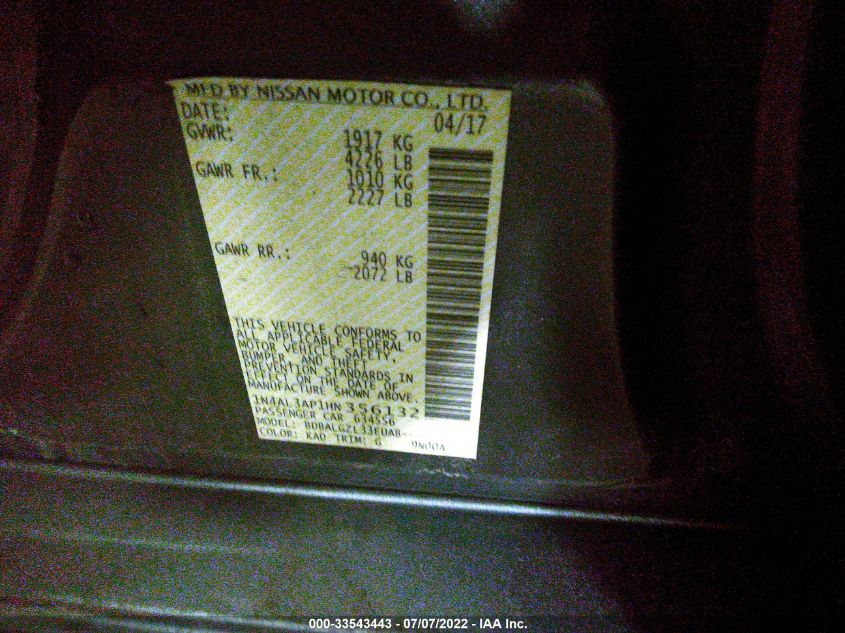 MFD BY NISSAN MOTOR CO., LTD.
DATE: 04/17
GVWR: 1917 KG
4226 LB
GAWR FR.: 1010 KG
2227 LB
GAWR RR.: 940 KG
2072 LB
THIS VEHICLE CONFORMS TO
ALL APPLICABLE FEDERAL
MOTOR VEHICLE SAFETY,
BUMPER, AND THEFT
PREVENTION STANDARDS IN
EFFECT ON THE DATE OF
MANUFACTURE SHOWN ABOVE.
1N4AL3AP1HN356132
PASSENGER CAR
MODEL: BDBALGZL33EUAB
COLOR: KAD TRIM: G
000-33543443 - 07/07/2022 - IAA Inc.